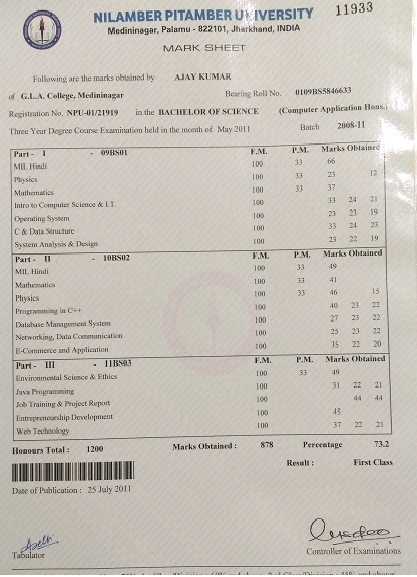 NILAMBER PITAMBER UNIVERSITY 11933
Medininagar, Palamu - 822101, Jharkhand, INDIA
MARK SHEET
Following are the marks obtained by AJAY KUMAR
of G.L.A. College, Medininagar Bearing Roll No. 0109BS5846633
Registration No. NPU-01/21919 in the BACHELOR OF SCIENCE (Computer Application Hons.)
Three Year Degree Course Examination held in the month of May 2011 Batch 2008-11
Part - I - 09BS01 F.M. P.M. Marks Obtained
MIL Hindi 100 33 66
Physics 100 33 23 12
Mathematics 100 33 37
Intro to Computer Science & I.T. 100 33 24 21
Operating System 100 23 23 19
C & Data Structure 100 33 24 23
System Analysis & Design 100 23 22 19
Part - II - 10BS02 F.M. P.M. Marks Obtained
MIL Hindi 100 33 49
Mathematics 100 33 41
Physics 100 33 46 15
Programming in C++ 100 40 23 22
Database Management System 100 27 23 22
Networking, Data Communication 100 25 23 22
E-Commerce and Application 100 35 22 20
Part - III - 11BS03 F.M. P.M. Marks Obtained
Environmental Science & Ethics 100 33 49
Java Programming 100 31 22 21
Job Training & Project Report 100 44 44
Entrepreneurship Development 100 45
Web Technology 100 37 22 21
Honours Total : 1200 Marks Obtained : 878 Percentage 73.2
Result : First Class
Date of Publication : 25 July 2011
Tabulator Controller of Examinations